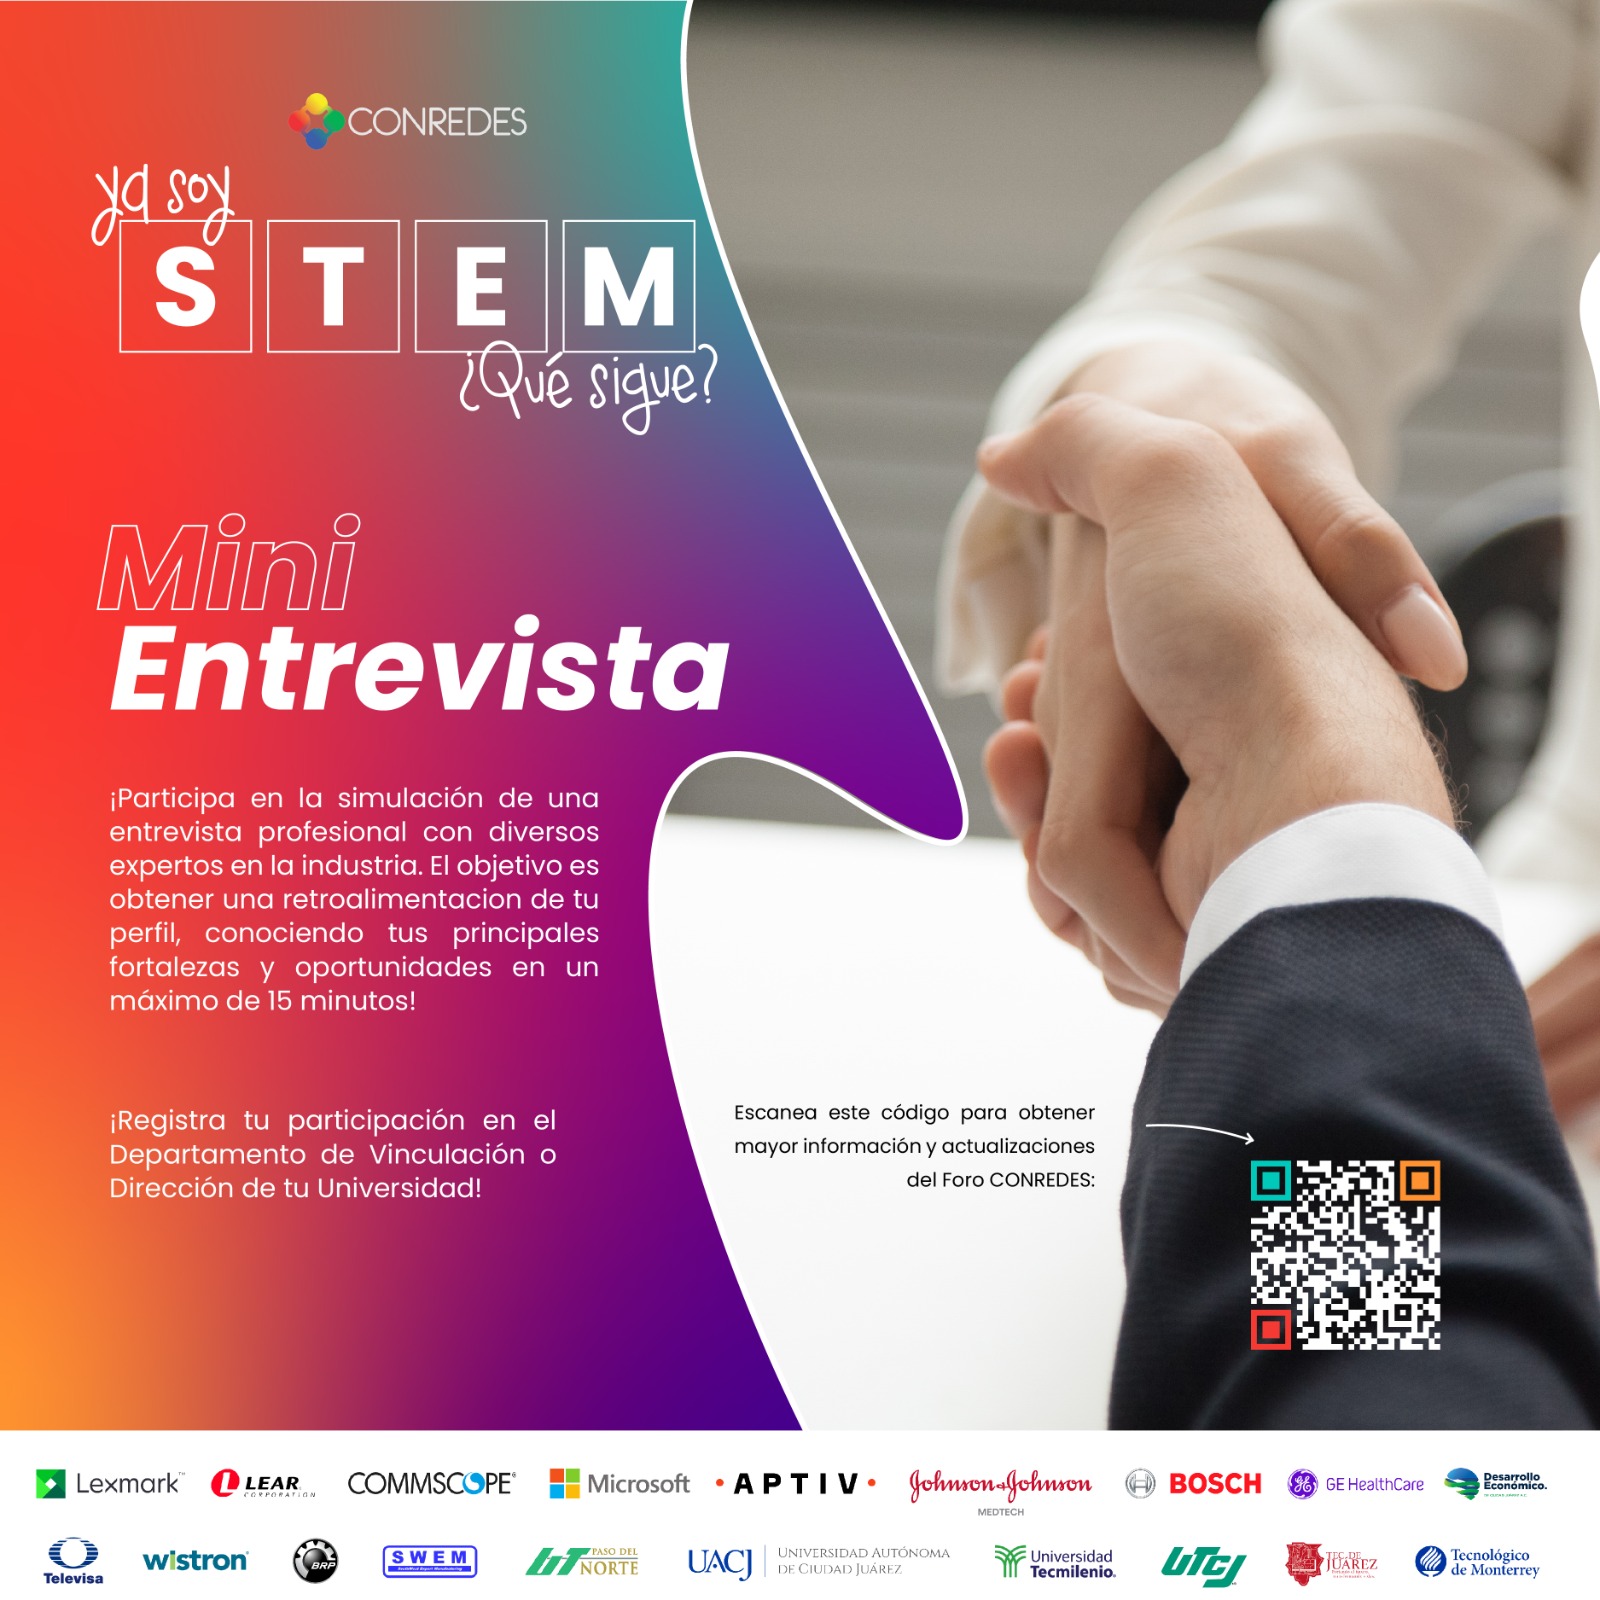 CONREDES
ya soy
STEM
¿Qué sigue?
Mini
Entrevista
¡Participa en la simulación de una
entrevista profesional con diversos
expertos en la industria. El objetivo es
obtener una retroalimentacion de tu
perfil, conociendo tus principales
fortalezas y oportunidades en un
máximo de 15 minutos!
¡Registra tu participación en el
Departamento de Vinculación o
Dirección de tu Universidad!
Escanea este código para obtener
mayor información y actualizaciones
del Foro CONREDES:
Lexmark™
LEAR
CORPORATION
COMMSCOPE®
Microsoft
• APTIV •
Johnson&Johnson
MEDTECH
BOSCH
GE HealthCare
Desarrollo
Económico.
Televisa
wistron
BRP
SWEM
UT PASO DEL
NORTE
UACJ
UNIVERSIDAD AUTÓNOMA
DE CIUDAD JUÁREZ
Universidad
Tecmilenio.
UTCJ
TEC. DE
JUÁREZ
Tecnológico
de Monterrey